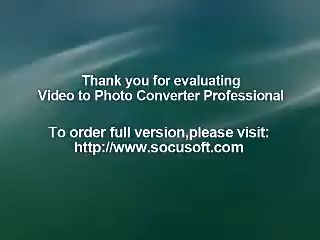 Thank you for evaluating
Video to Photo Converter Professional
To order full version,please visit:
http://www.socusoft.com